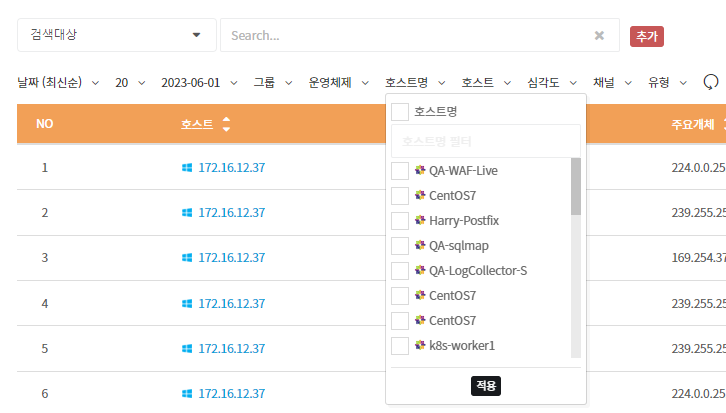 검색대상 Search... 추가
날짜 (최신순) 20 2023-06-01 그룹 운영체제 호스트명 호스트 심각도 채널 유형
NO 호스트 주요개체
호스트명
호스트명 필터
QA-WAF-Live
CentOS7
Harry-Postfix
QA-sqlmap
QA-LogCollector-S
CentOS7
CentOS7
k8s-worker1
적용
1 172.16.12.37 224.0.0.25
2 172.16.12.37 239.255.25
3 172.16.12.37 169.254.37
4 172.16.12.37 239.255.25
5 172.16.12.37 239.255.25
6 172.16.12.37 224.0.0.25